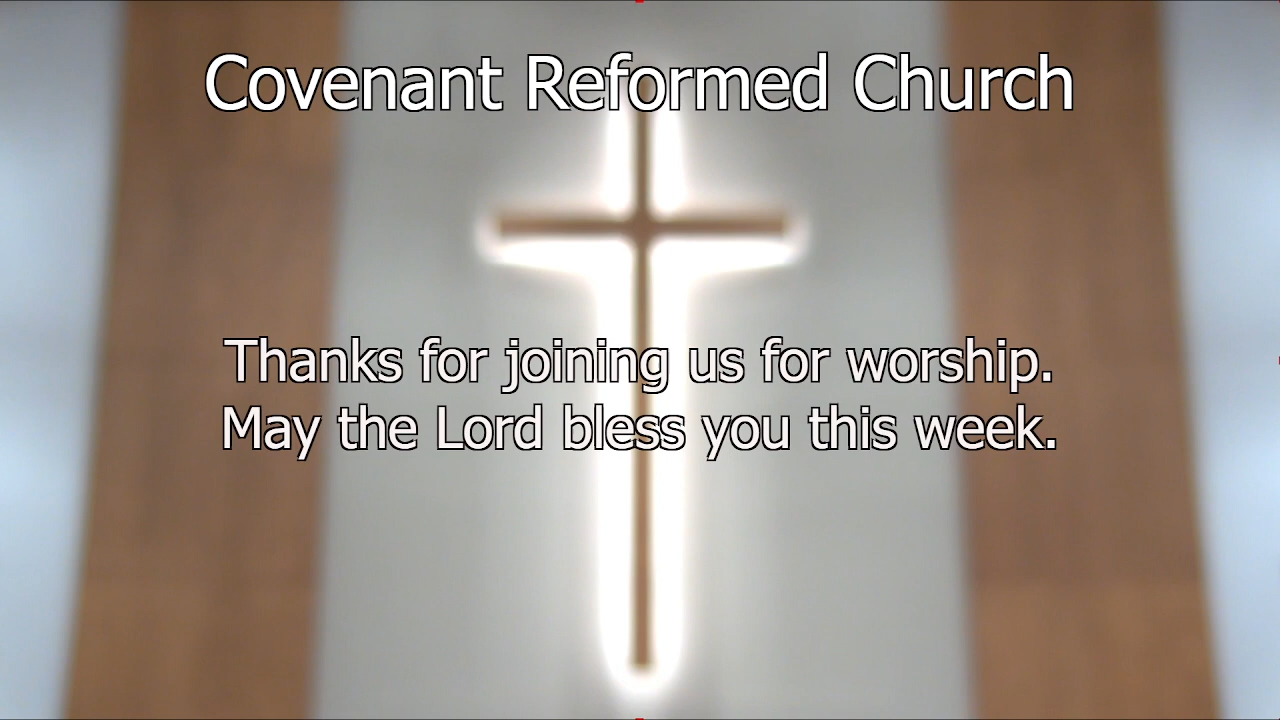 Covenant Reformed Church
Thanks for joining us for worship.
May the Lord bless you this week.